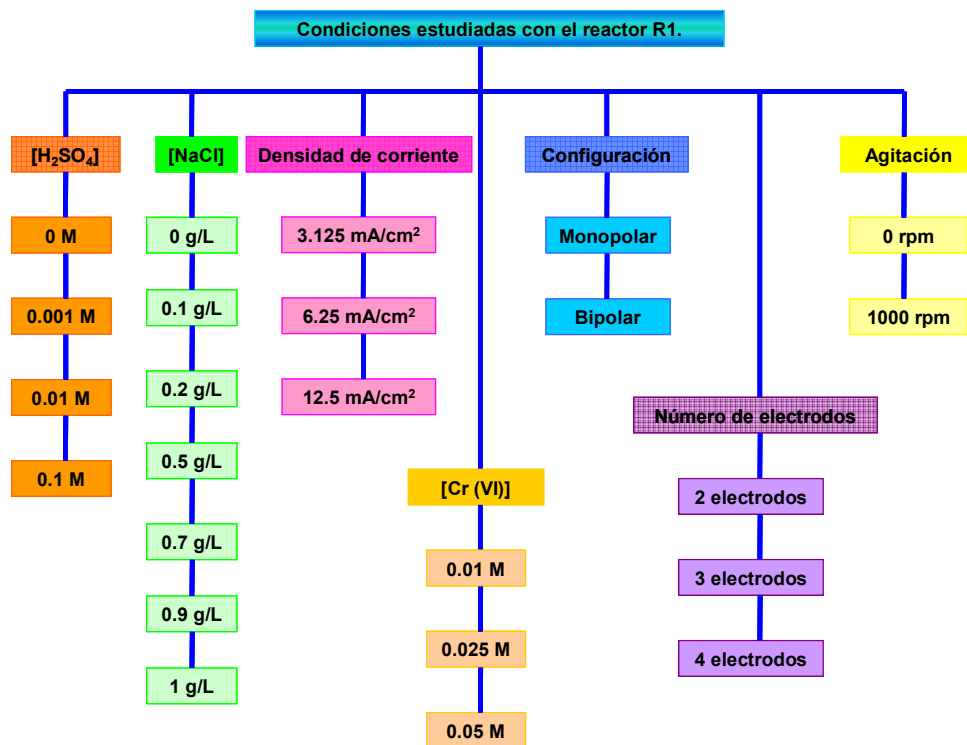 Condiciones estudiadas con el reactor R1.
[H₂SO₄]
0 M
0.001 M
0.01 M
0.1 M
[NaCl]
0 g/L
0.1 g/L
0.2 g/L
0.5 g/L
0.7 g/L
0.9 g/L
1 g/L
Densidad de corriente
3.125 mA/cm²
6.25 mA/cm²
12.5 mA/cm²
[Cr (VI)]
0.01 M
0.025 M
0.05 M
Configuración
Monopolar
Bipolar
Número de electrodos
2 electrodos
3 electrodos
4 electrodos
Agitación
0 rpm
1000 rpm